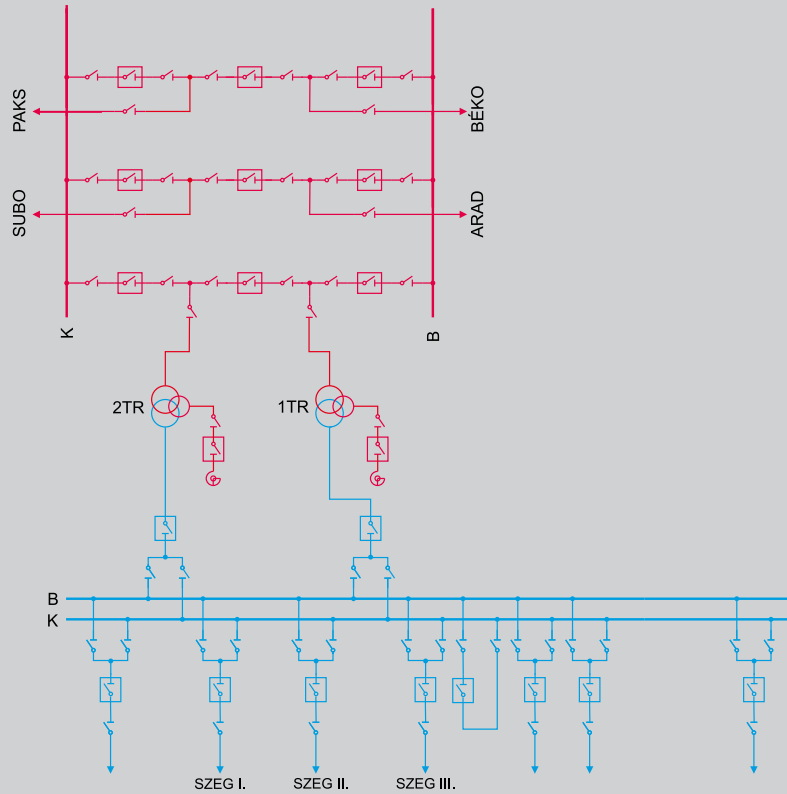 PAKS
BÉKO
SUBO
ARAD
K
B
2TR
1TR
B
K
SZEG I.
SZEG II.
SZEG III.